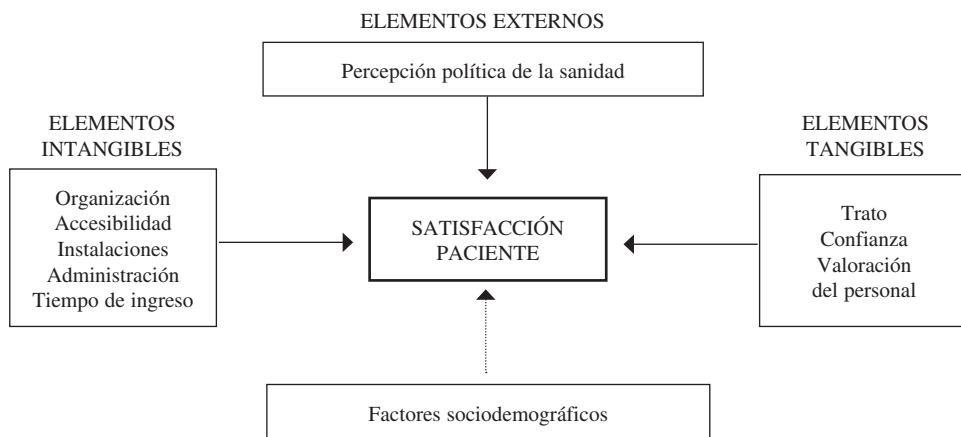 ELEMENTOS EXTERNOS
Percepción política de la sanidad
ELEMENTOS
INTANGIBLES
Organización
Accesibilidad
Instalaciones
Administración
Tiempo de ingreso
SATISFACCIÓN
PACIENTE
ELEMENTOS
TANGIBLES
Trato
Confianza
Valoración
del personal
Factores sociodemográficos